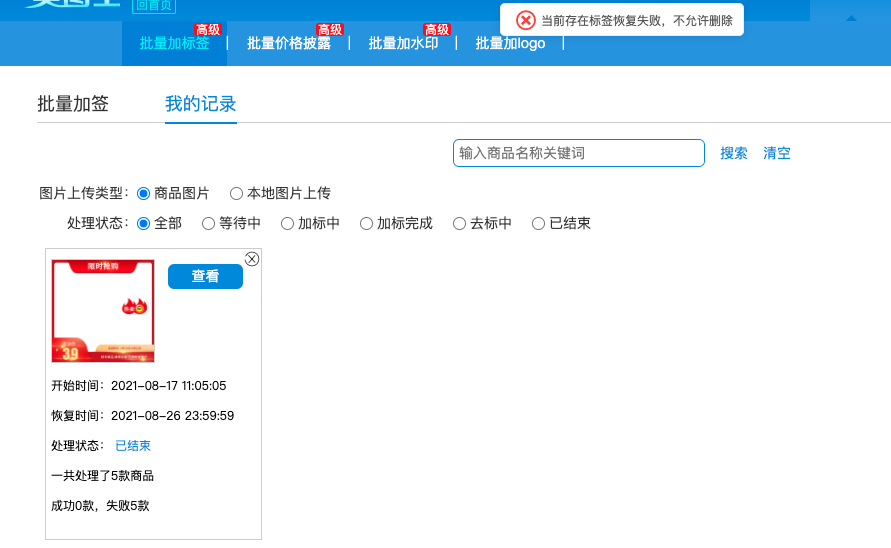 回首页
当前存在标签恢复失败，不允许删除
批量加标签 高级 | 批量价格披露 高级 | 批量加水印 高级 | 批量加logo |
批量加签 我的记录
输入商品名称关键词 搜索 清空
图片上传类型： 商品图片 本地图片上传
处理状态： 全部 等待中 加标中 加标完成 去标中 已结束
限时抢购
查看
3.9
开始时间：2021-08-17 11:05:05
恢复时间：2021-08-26 23:59:59
处理状态： 已结束
一共处理了5款商品
成功0款，失败5款